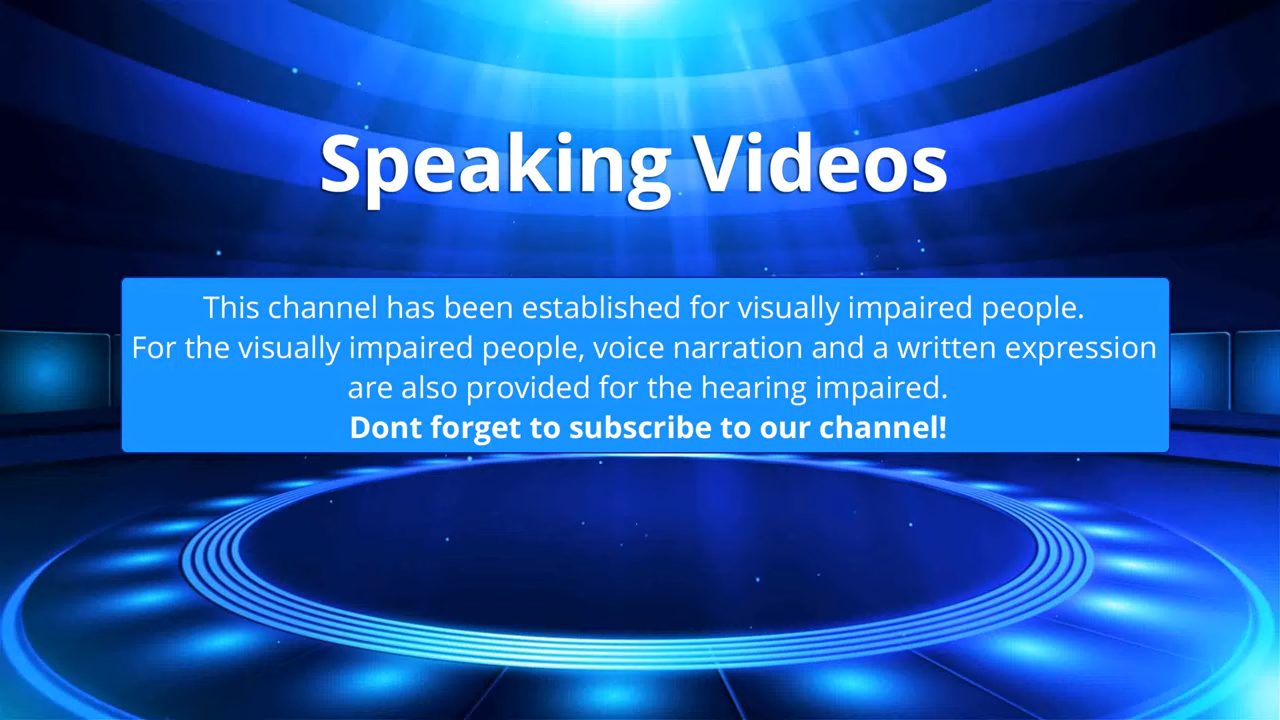 Speaking Videos
This channel has been established for visually impaired people.
For the visually impaired people, voice narration and a written expression
are also provided for the hearing impaired.
Dont forget to subscribe to our channel!